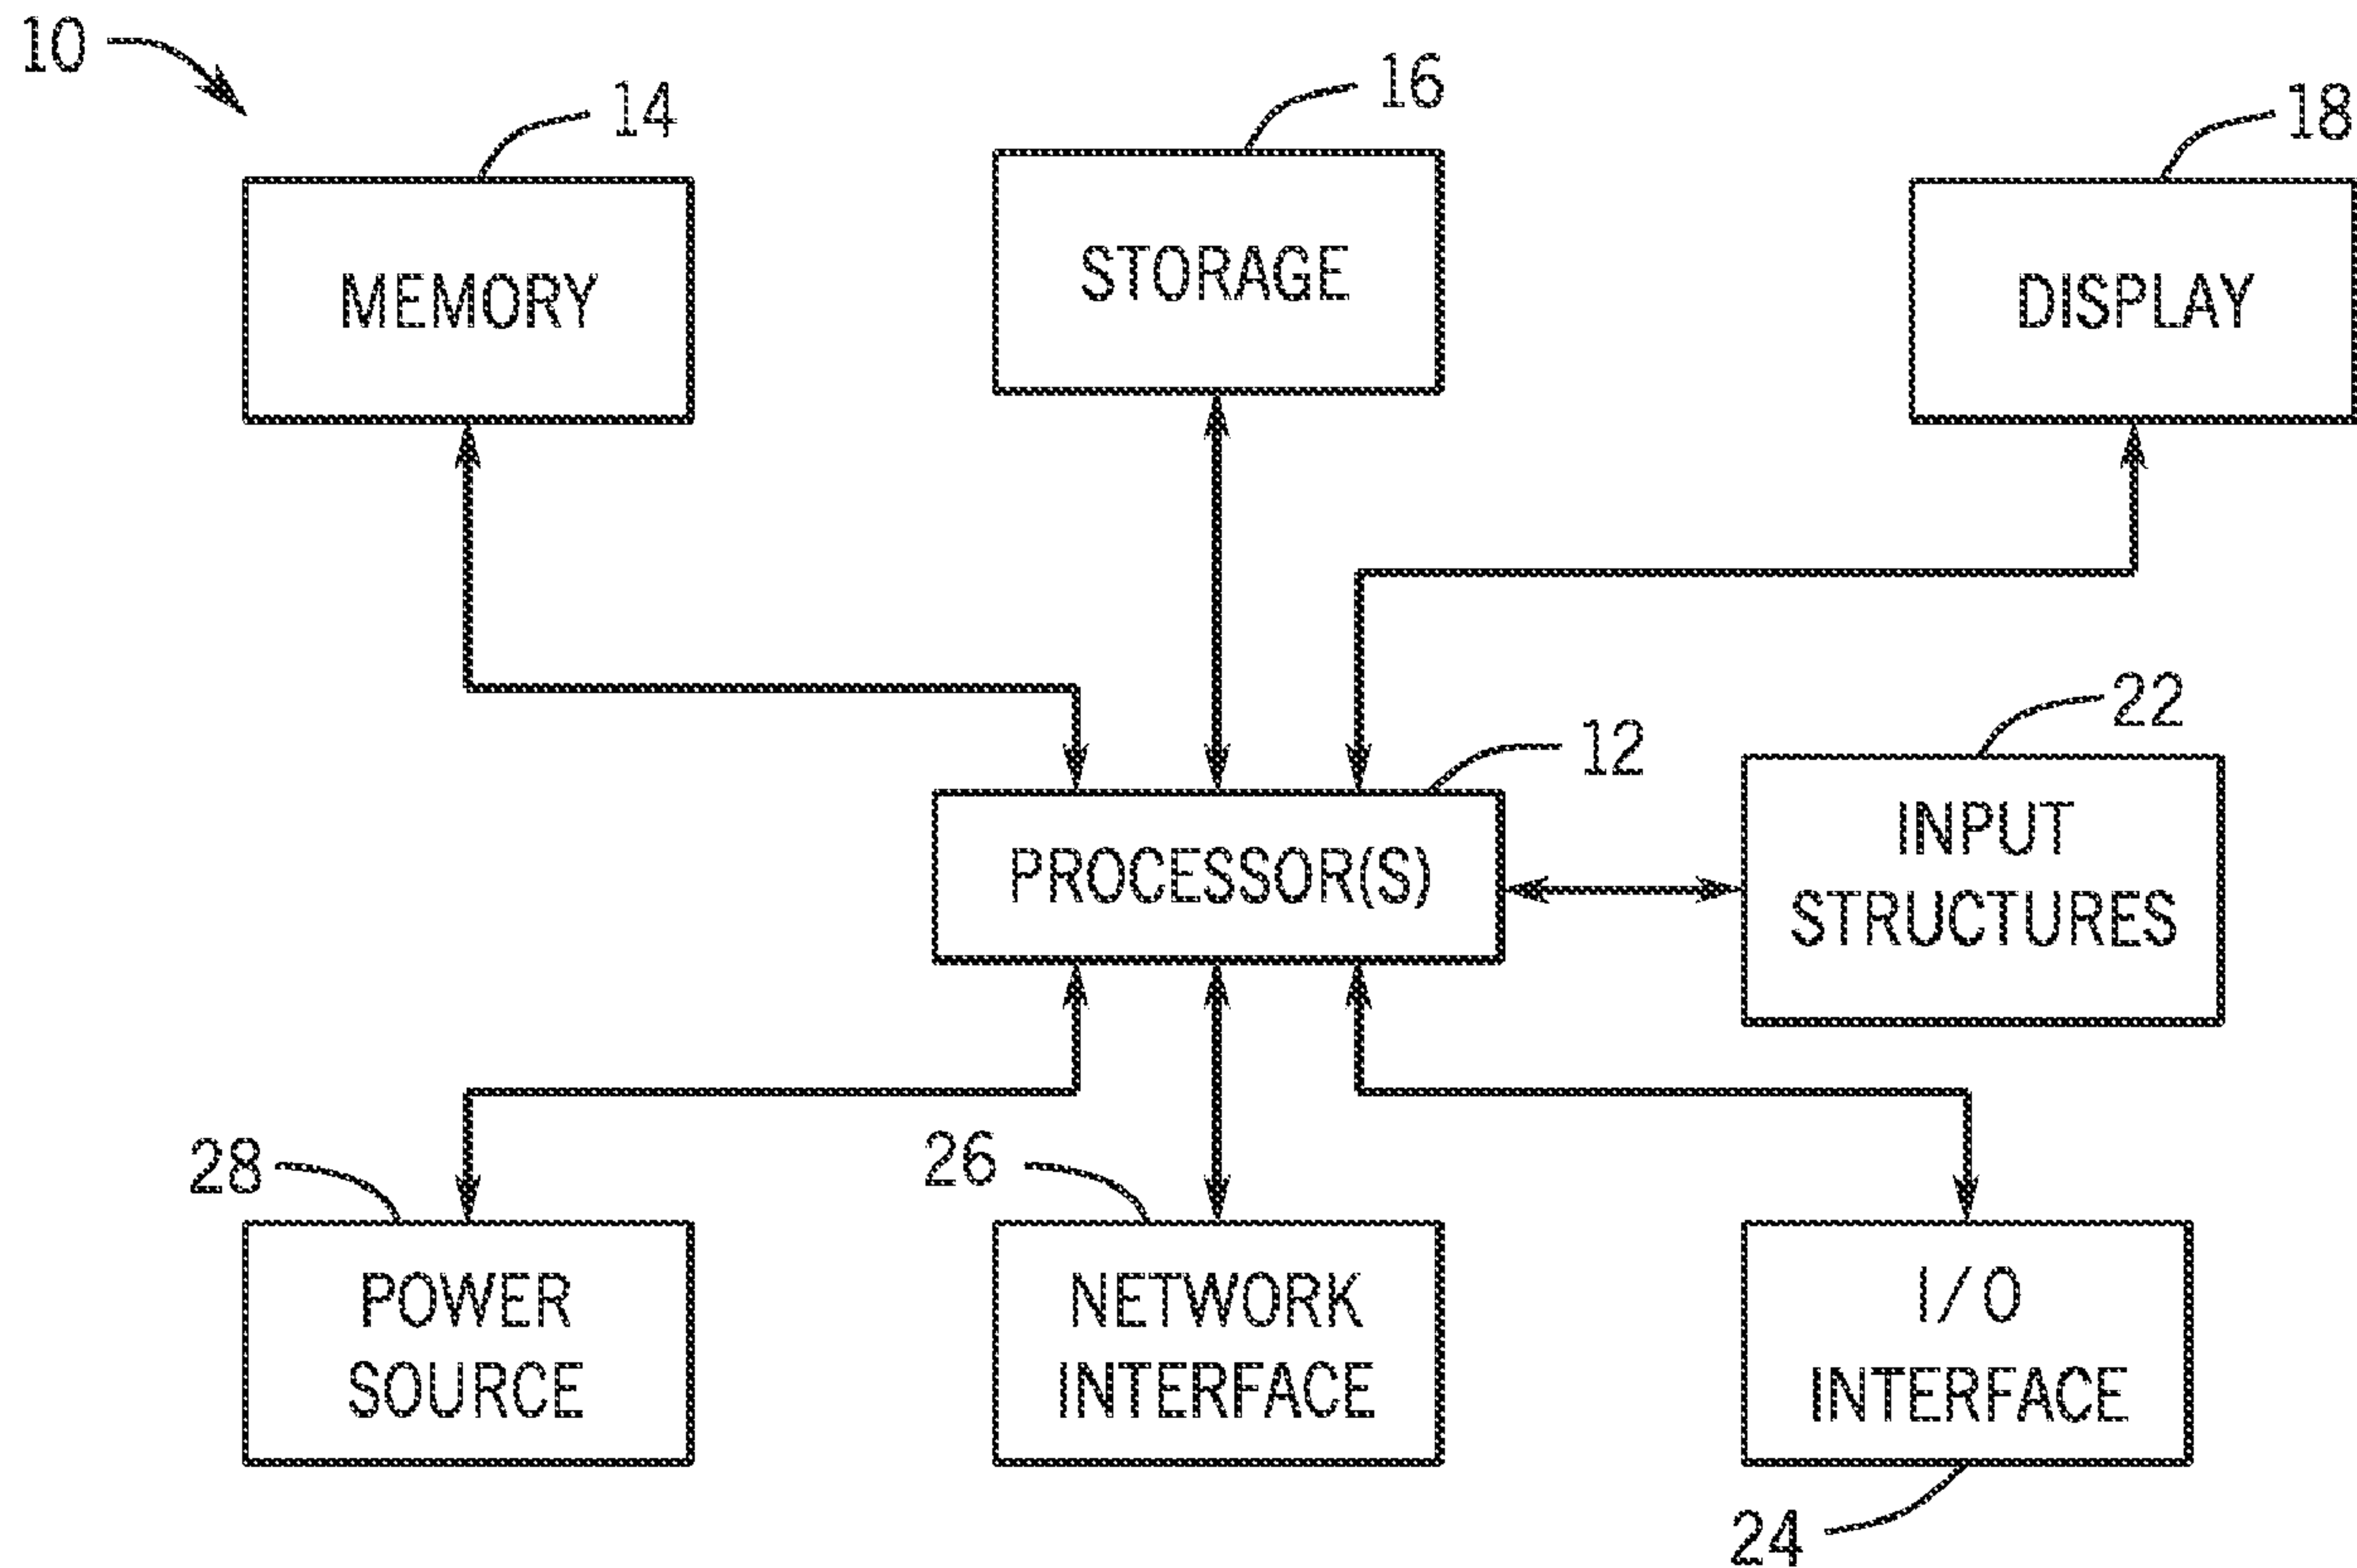 10
14
16
18
MEMORY
STORAGE
DISPLAY
12
22
PROCESSOR(S)
INPUT
STRUCTURES
28
26
POWER
SOURCE
NETWORK
INTERFACE
I/O
INTERFACE
24